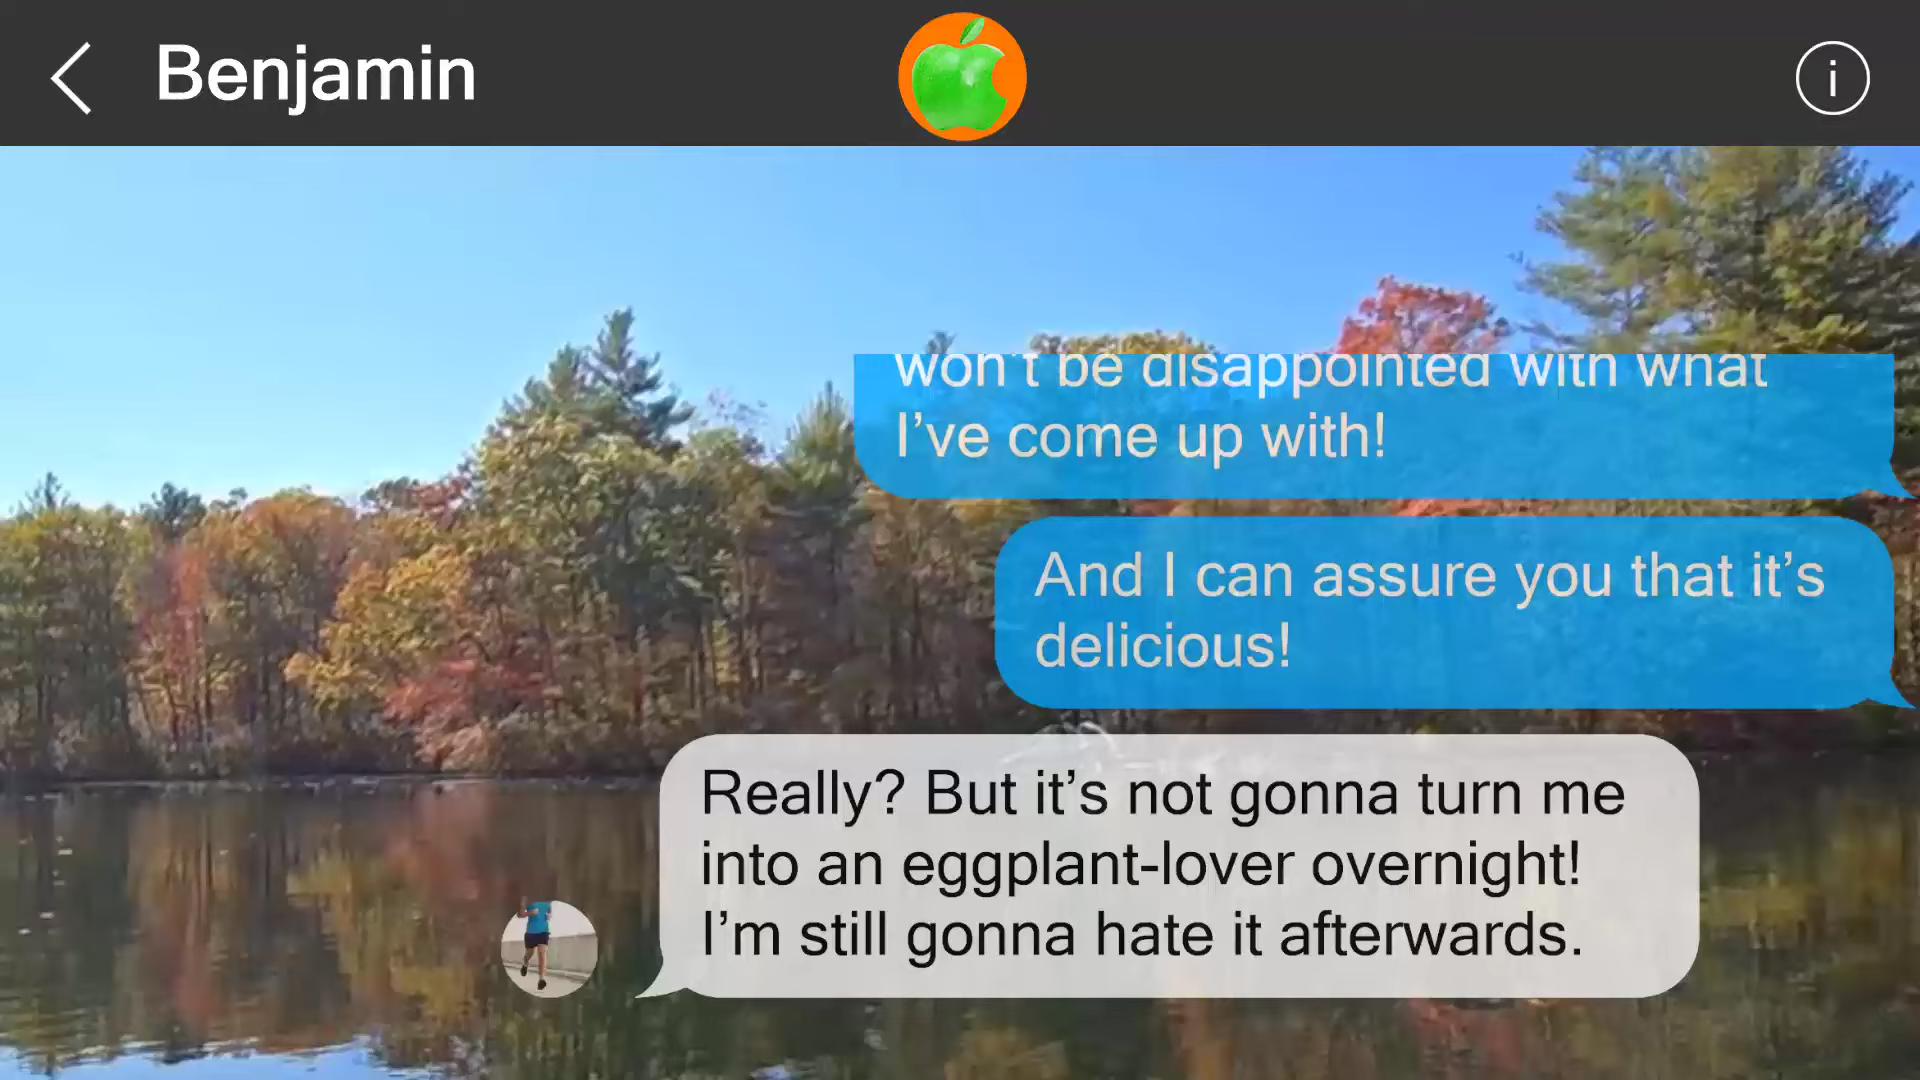 Benjamin
i
won’t be disappointed with what
I’ve come up with!
And I can assure you that it’s
delicious!
Really? But it’s not gonna turn me
into an eggplant-lover overnight!
I’m still gonna hate it afterwards.